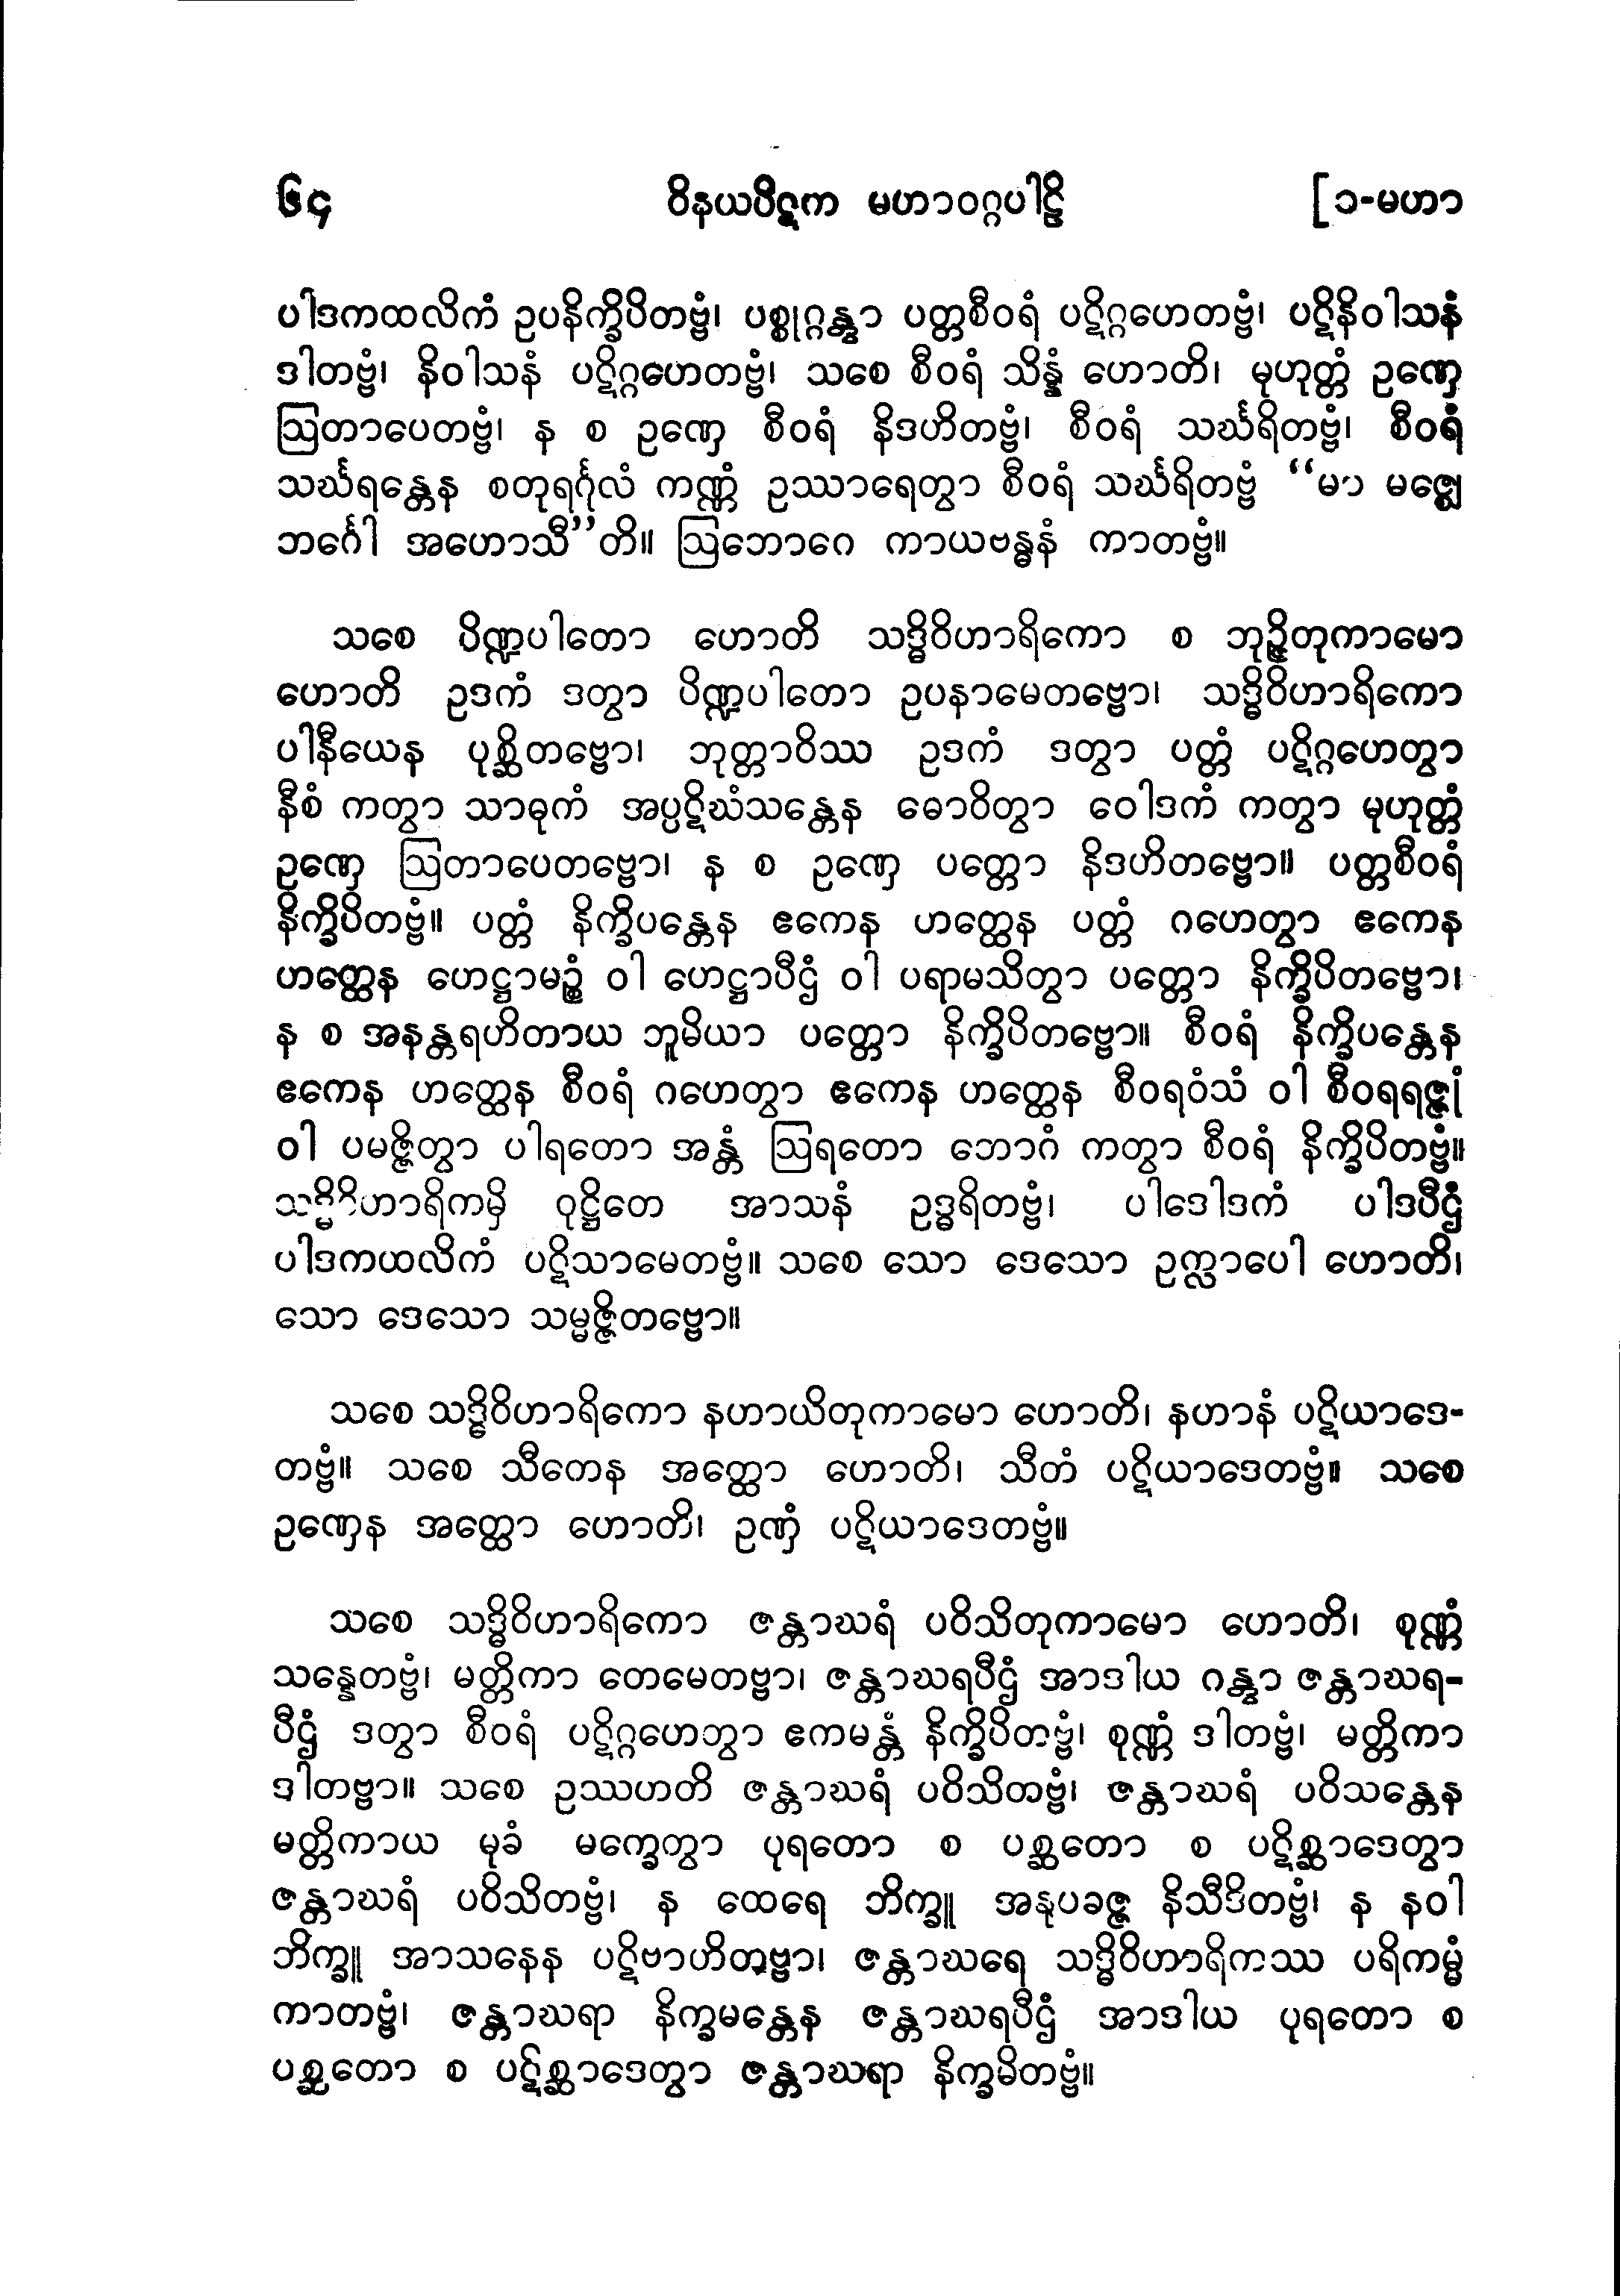 ၆၄ ဝိနယပိဋက မဟာဝဂ္ဂပါဠိ [၁-မဟာ
ပါဒကထလိကံ ဥပနိက္ခိပိတဗ္ဗံ၊ ပစ္စုဂ္ဂန္တွာ ပတ္တစီဝရံ ပဋိဂ္ဂဟေတဗ္ဗံ၊ ပဋိနိဝါသနံ
ဒါတဗ္ဗံ၊ နိဝါသနံ ပဋိဂ္ဂဟေတဗ္ဗံ၊ သစေ စီဝရံ သိန္နံ ဟောတိ၊ မုဟုတ္တံ ဥဏှေ
ဩတာပေတဗ္ဗံ၊ န စ ဥဏှေ စီဝရံ နိဒဟိတဗ္ဗံ၊ စီဝရံ သင်္ဃရိတဗ္ဗံ၊ စီဝရံ
သင်္ဃရန္တေန စတုရင်္ဂုလံ ကဏ္ဏံ ဥဿာရေတွာ စီဝရံ သင်္ဃရိတဗ္ဗံ “မာ မဇ္ဈေ
ဘင်္ဂေါ အဟောသီ”တိ။ ဩဘောဂေ ကာယဗန္ဓနံ ကာတဗ္ဗံ။
သစေ ပိဏ္ဍပါတော ဟောတိ သဒ္ဓိဝိဟာရိကော စ ဘုဉ္ဇိတုကာမော
ဟောတိ ဥဒကံ ဒတွာ ပိဏ္ဍပါတော ဥပနာမေတဗ္ဗော၊ သဒ္ဓိဝိဟာရိကော
ပါနီယေန ပုစ္ဆိတဗ္ဗော၊ ဘုတ္တာဝိဿ ဥဒကံ ဒတွာ ပတ္တံ ပဋိဂ္ဂဟေတွာ
နီစံ ကတွာ သာဓုကံ အပ္ပဋိဃံသန္တေန ဓောဝိတွာ ဝေါဒကံ ကတွာ မုဟုတ္တံ
ဥဏှေ ဩတာပေတဗ္ဗော၊ န စ ဥဏှေ ပတ္တော နိဒဟိတဗ္ဗော။ ပတ္တစီဝရံ
နိက္ခိပိတဗ္ဗံ။ ပတ္တံ နိက္ခိပန္တေန ဧကေန ဟတ္ထေန ပတ္တံ ဂဟေတွာ ဧကေန
ဟတ္ထေန ဟေဋ္ဌာမဉ္စံ ဝါ ဟေဋ္ဌာပီဌံ ဝါ ပရာမသိတွာ ပတ္တော နိက္ခိပိတဗ္ဗော၊
န စ အနန္တရဟိတာယ ဘူမိယာ ပတ္တော နိက္ခိပိတဗ္ဗော။ စီဝရံ နိက္ခိပန္တေန
ဧကေန ဟတ္ထေန စီဝရံ ဂဟေတွာ ဧကေန ဟတ္ထေန စီဝရဝံသံ ဝါ စီဝရရဇ္ဇုံ
ဝါ ပမဇ္ဇိတွာ ပါရတော အန္တံ ဩရတော ဘောဂံ ကတွာ စီဝရံ နိက္ခိပိတဗ္ဗံ။
သဒ္ဓိဝိဟာရိကမှိ ဝုဋ္ဌိတေ အာသနံ ဥဒ္ဓရိတဗ္ဗံ၊ ပါဒေါဒကံ ပါဒပီဌံ
ပါဒကထလိကံ ပဋိသာမေတဗ္ဗံ။ သစေ သော ဒေသော ဥက္လာပေါ ဟောတိ၊
သော ဒေသော သမ္မဇ္ဇိတဗ္ဗော။
သစေ သဒ္ဓိဝိဟာရိကော နဟာယိတုကာမော ဟောတိ၊ နဟာနံ ပဋိယာဒေ-
တဗ္ဗံ။ သစေ သီကေန အတ္ထော ဟောတိ၊ သီတံ ပဋိယာဒေတဗ္ဗံ။ သစေ
ဥဏှေန အတ္ထော ဟောတိ၊ ဥဏှံ ပဋိယာဒေတဗ္ဗံ။
သစေ သဒ္ဓိဝိဟာရိကော ဇန္တာဃရံ ပဝိသိတုကာမော ဟောတိ၊ စုဏ္ဏံ
သန္နေတဗ္ဗံ၊ မတ္တိကာ တေမေတဗ္ဗာ၊ ဇန္တာဃရပီဌံ အာဒါယ ဂန္တွာ ဇန္တာဃရ-
ပီဌံ ဒတွာ စီဝရံ ပဋိဂ္ဂဟေတွာ ဧကမန္တံ နိက္ခိပိတဗ္ဗံ၊ စုဏ္ဏံ ဒါတဗ္ဗံ၊ မတ္တိကာ
ဒါတဗ္ဗာ။ သစေ ဥဿဟတိ ဇန္တာဃရံ ပဝိသိတဗ္ဗံ၊ ဇန္တာဃရံ ပဝိသန္တေန
မတ္တိကာယ မုခံ မက္ခေတွာ ပုရတော စ ပစ္ဆတော စ ပဋိစ္ဆာဒေတွာ
ဇန္တာဃရံ ပဝိသိတဗ္ဗံ၊ န ထေရေ ဘိက္ခူ အနုပခဇ္ဇ နိသီဒိတဗ္ဗံ၊ န နဝါ
ဘိက္ခူ အာသနေန ပဋိဗာဟိတဗ္ဗာ၊ ဇန္တာဃရေ သဒ္ဓိဝိဟာရိကဿ ပရိကမ္မံ
ကာတဗ္ဗံ၊ ဇန္တာဃရာ နိက္ခမန္တေန ဇန္တာဃရပီဌံ အာဒါယ ပုရတော စ
ပစ္ဆတော စ ပဋိစ္ဆာဒေတွာ ဇန္တာဃရာ နိက္ခမိတဗ္ဗံ။